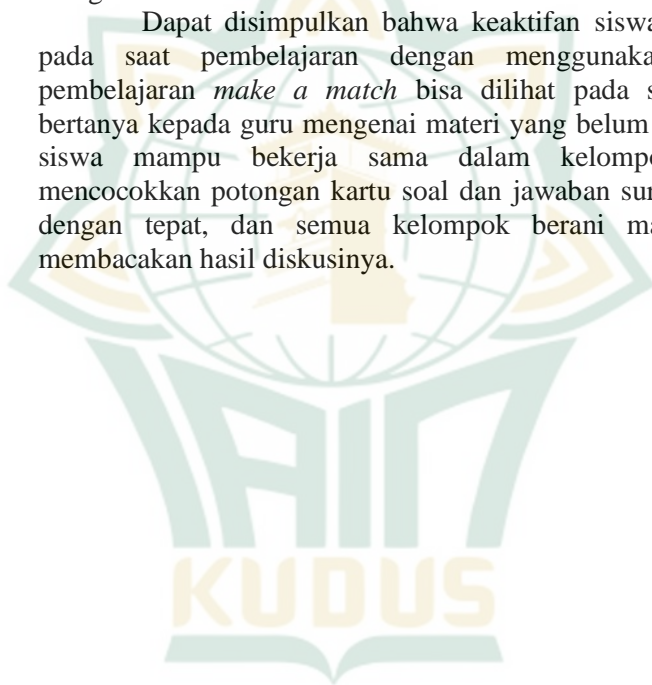 Dapat disimpulkan bahwa keaktifan siswa
pada saat pembelajaran dengan menggunaka
pembelajaran make a match bisa dilihat pada s
bertanya kepada guru mengenai materi yang belum
siswa mampu bekerja sama dalam kelompo
mencocokkan potongan kartu soal dan jawaban sur
dengan tepat, dan semua kelompok berani ma
membacakan hasil diskusinya.
IAIN
KUDUS